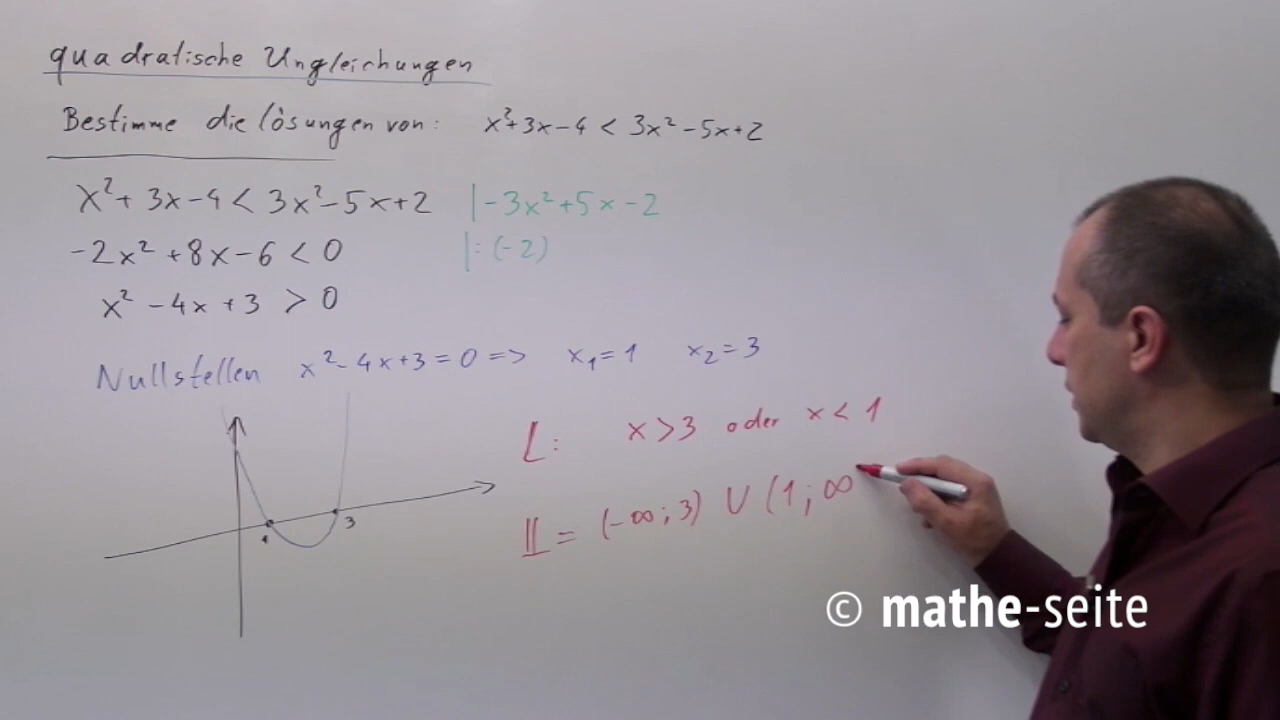 quadratische Ungleichungen
Bestimme die Lösungen von: x²+3x-4 < 3x²-5x+2
x²+3x-4 < 3x²-5x+2 |-3x²+5x-2
-2x²+8x-6 < 0 |:(-2)
x²-4x+3 > 0
Nullstellen x²-4x+3=0 => x₁=1 x₂=3
L: x>3 oder x<1
𝕃 = (-∞;3) ∪ (1;∞
1 3
© mathe-seite